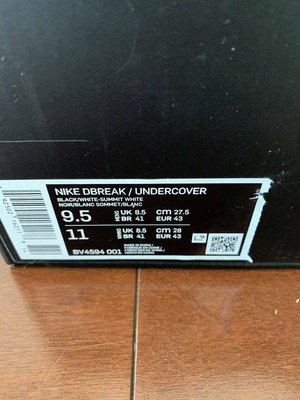 NIKE DBREAK / UNDERCOVER
BLACK/WHITE-SUMMIT WHITE
NOIR/BLANC SOMMET/BLANC
9.5 UK 8.5 CM 27.5
BR 41 EUR 43
11 UK 8.5 CM 28
BR 41 EUR 43
BV4594 001
MADE IN CHINA